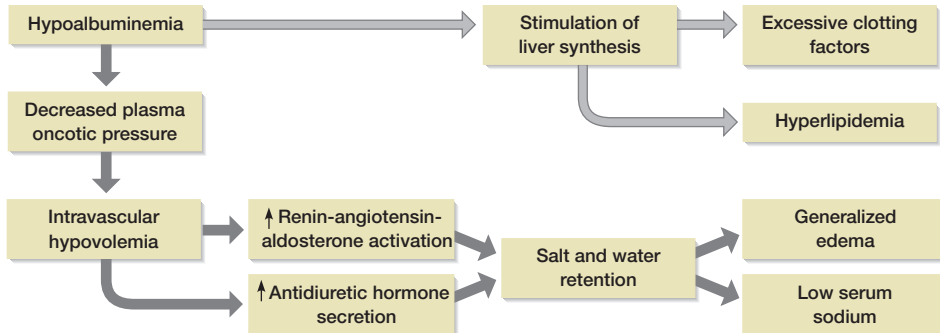 Hypoalbuminemia
Stimulation of
liver synthesis
Excessive clotting
factors
Decreased plasma
oncotic pressure
Hyperlipidemia
Intravascular
hypovolemia
↑ Renin-angiotensin-
aldosterone activation
Salt and water
retention
Generalized
edema
↑ Antidiuretic hormone
secretion
Low serum
sodium